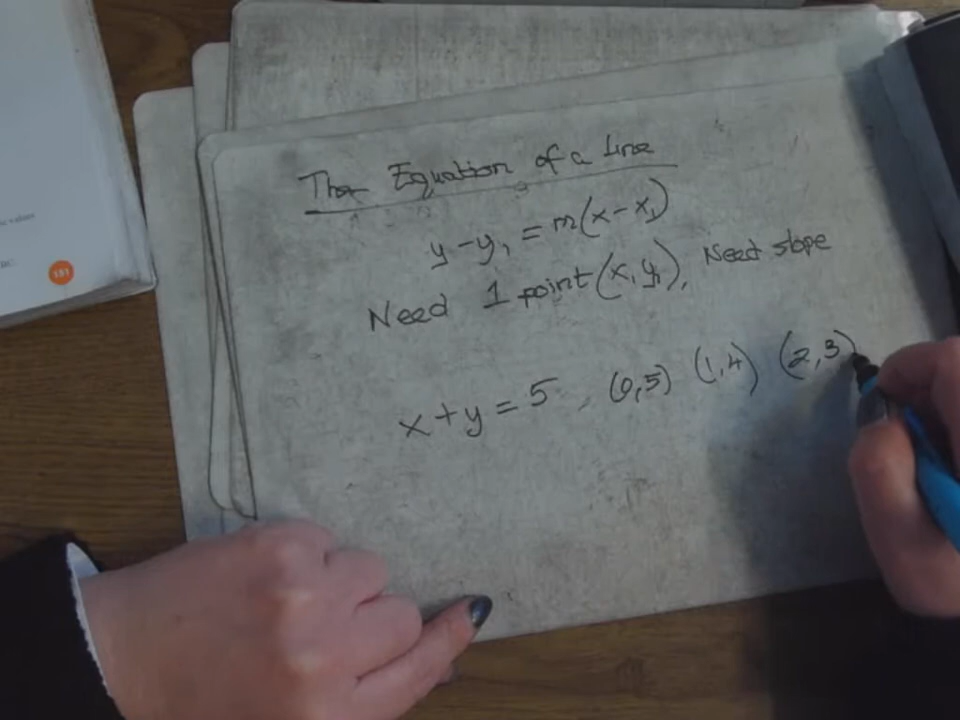 The Equation of a Line
y - y₁ = m(x - x₁)
Need 1 point (x₁ y₁), Need slope
x + y = 5 (0,5) (1,4) (2,3)
151